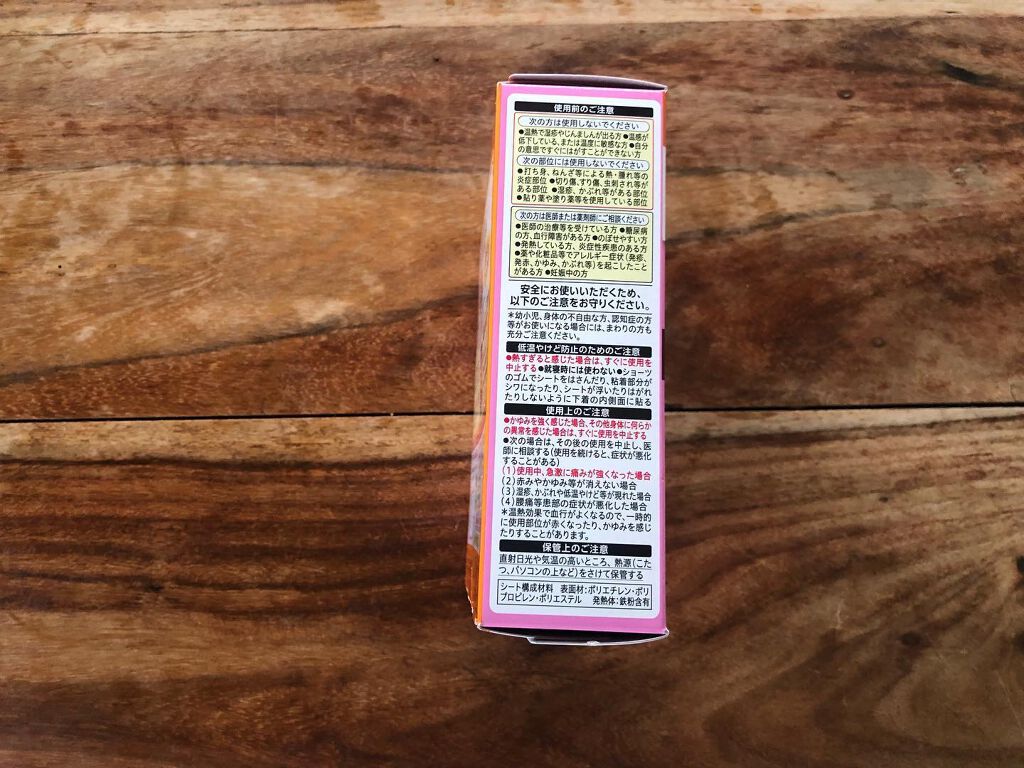 使用前のご注意
次の方は使用しないでください
●温熱で湿疹やじんましんが出る方 ●温感が
低下している、または温度に敏感な方 ●自分
の意思ですぐにはがすことができない方
次の部位には使用しないでください
●打ち身、ねんざ等による熱・腫れ等の
炎症部位 ●切り傷、すり傷、虫刺され等が
ある部位 ●湿疹、かぶれ等がある部位
●貼り薬や塗り薬等を使用している部位
次の方は医師または薬剤師にご相談ください
●医師の治療等を受けている方 ●糖尿病
の方、血行障害がある方 ●のぼせやすい方
●発熱している方、炎症性疾患のある方
●薬や化粧品等でアレルギー症状(発疹、
発赤、かゆみ、かぶれ等)を起こしたこと
がある方 ●妊娠中の方
安全にお使いいただくため、
以下のご注意をお守りください。
*幼小児、身体の不自由な方、認知症の方
等がお使いになる場合には、まわりの方も
充分ご注意ください。
低温やけど防止のためのご注意
●熱すぎると感じた場合は、すぐに使用を
中止する ●就寝時には使わない ●ショーツ
のゴムでシートをはさんだり、粘着部分が
シワになったり、シートが浮いたりはがれ
たりしないように下着の内側面に貼る
使用上のご注意
●かゆみを強く感じた場合、その他身体に何らか
の異常を感じた場合は、すぐに使用を中止する
●次の場合は、その後の使用を中止し、医
師に相談する(使用を続けると、症状が悪化
することがある)
(1)使用中、急激に痛みが強くなった場合
(2)赤みやかゆみ等が消えない場合
(3)湿疹、かぶれや低温やけど等が現れた場合
(4)腰痛等患部の症状が悪化した場合
*温熱効果で血行がよくなるので、一時的
に使用部位が赤くなったり、かゆみを感じ
たりすることがあります。
保管上のご注意
直射日光や気温の高いところ、熱源(こた
つ、パソコンの上など)をさけて保管する
シート構成材料 表面材:ポリエチレン・ポリ
プロピレン・ポリエステル 発熱体:鉄粉含有